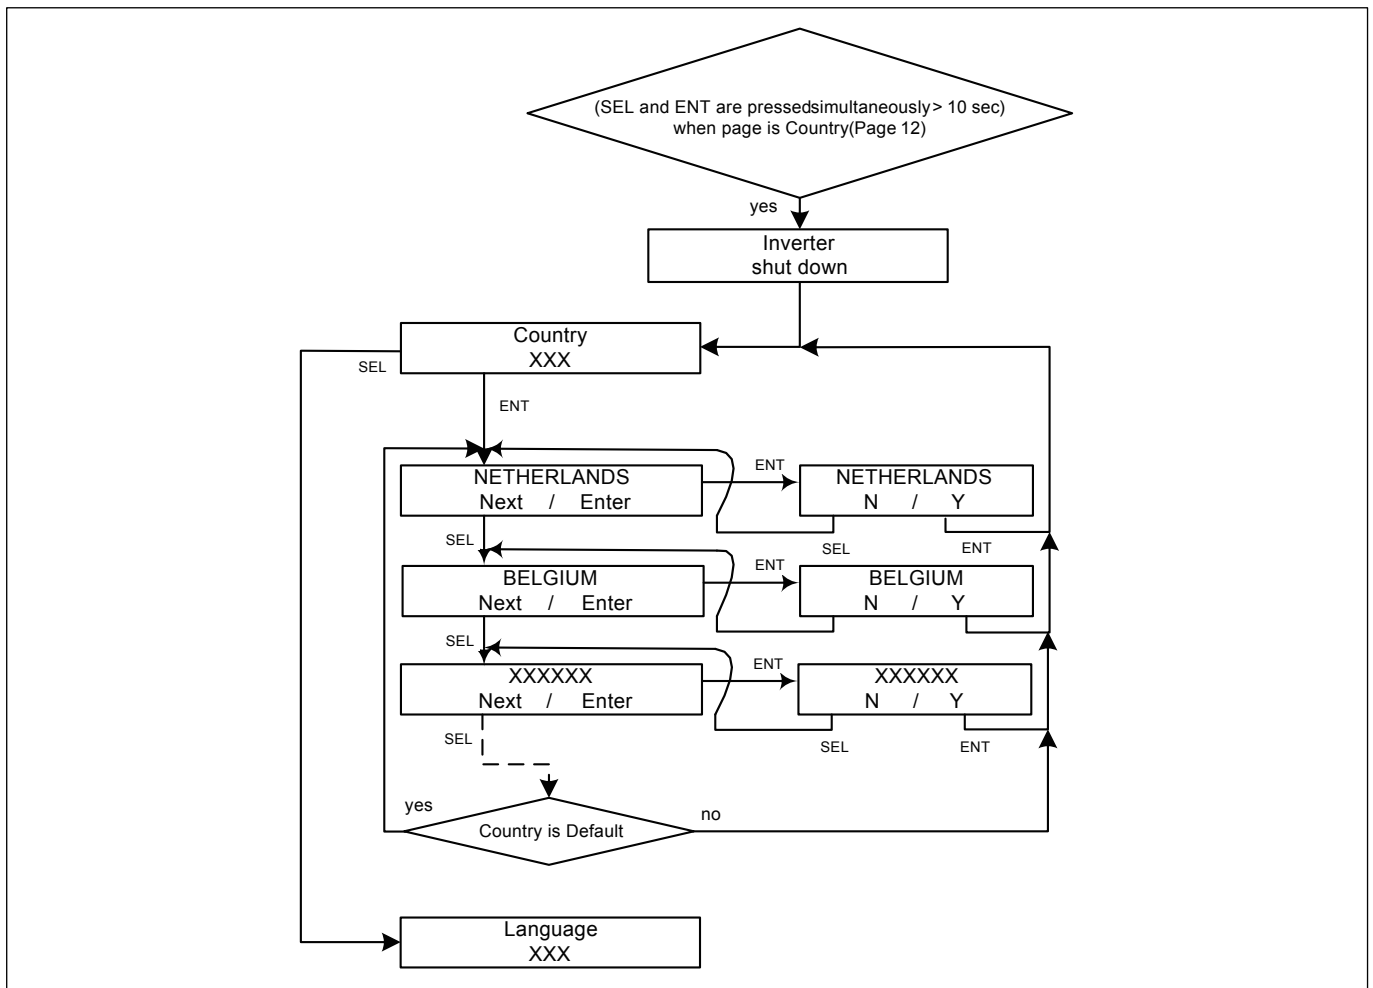 (SEL and ENT are pressedsimultaneously > 10 sec)
when page is Country(Page 12)
yes
Inverter
shut down
Country
XXX
SEL
ENT
NETHERLANDS
Next / Enter
ENT
NETHERLANDS
N / Y
SEL
SEL
ENT
BELGIUM
Next / Enter
ENT
BELGIUM
N / Y
SEL
XXXXXX
Next / Enter
ENT
XXXXXX
N / Y
SEL
SEL
ENT
yes
Country is Default
no
Language
XXX